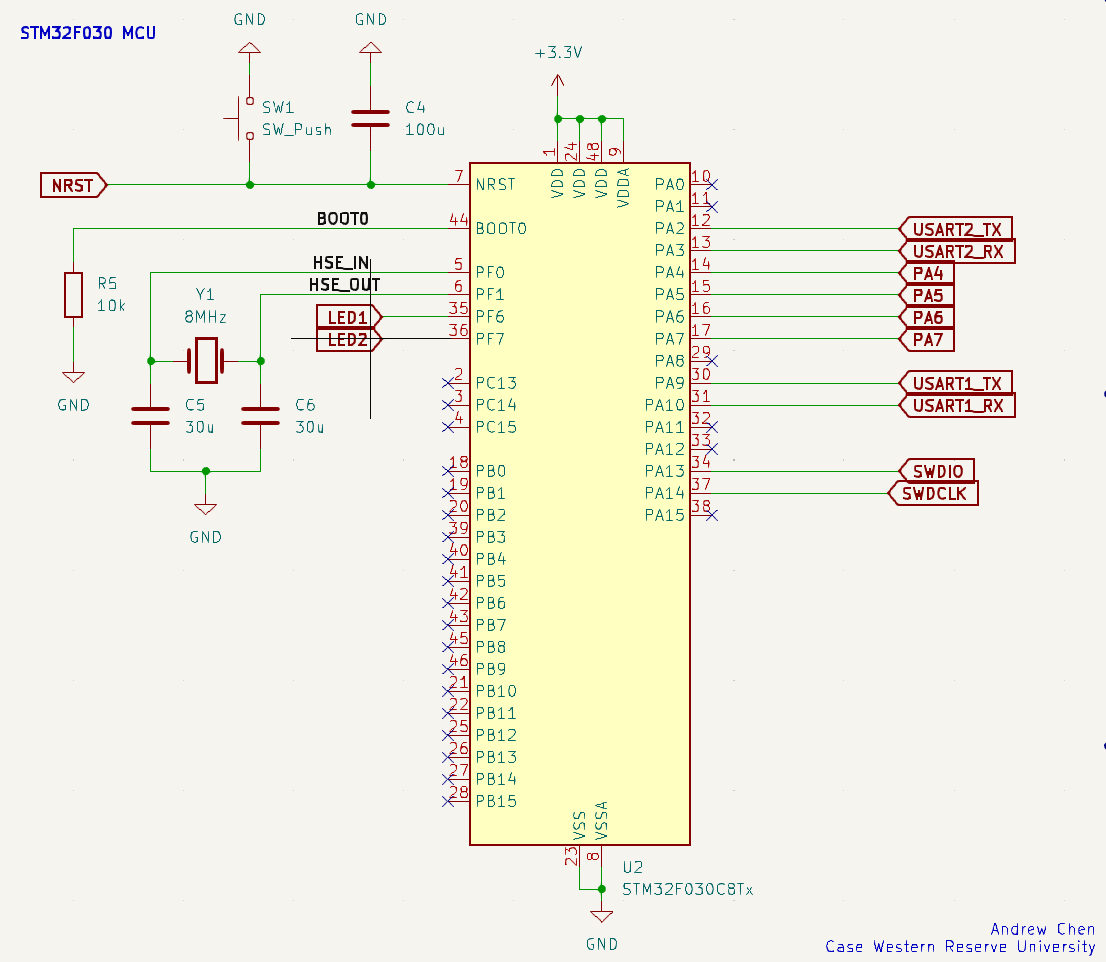 STM32F030 MCU
GND
GND
+3.3V
SW1
SW_Push
C4
100u
1
24
48
9
VDD
VDD
VDD
VDDA
NRST
7
NRST
BOOT0
44
BOOT0
HSE_IN
5
PF0
HSE_OUT
6
PF1
LED1
35
PF6
LED2
36
PF7
R5
10k
GND
Y1
8MHz
C5
30u
C6
30u
GND
2
PC13
3
PC14
4
PC15
18
PB0
19
PB1
20
PB2
39
PB3
40
PB4
41
PB5
42
PB6
43
PB7
45
PB8
46
PB9
21
PB10
22
PB11
25
PB12
26
PB13
27
PB14
28
PB15
PA0
10
PA1
11
PA2
12
USART2_TX
PA3
13
USART2_RX
PA4
14
PA4
PA5
15
PA5
PA6
16
PA6
PA7
17
PA7
PA8
29
PA9
30
USART1_TX
PA10
31
USART1_RX
PA11
32
PA12
33
PA13
34
SWDIO
PA14
37
SWDCLK
PA15
38
VSS
VSSA
23
8
U2
STM32F030C8Tx
GND
Andrew Chen
Case Western Reserve University